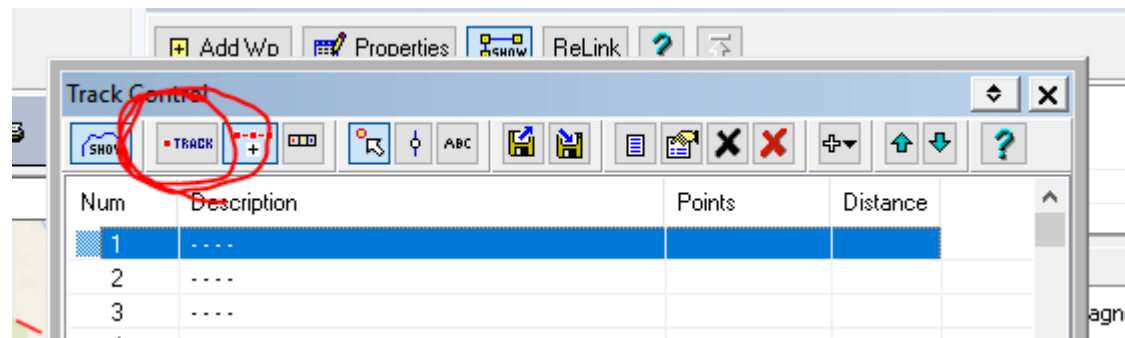 Add Wp Properties SHOW ReLink ?
Track Control
SHOW TRACK + ABC ?
Num Description Points Distance
1 - - - -
2 - - - -
3 - - - -